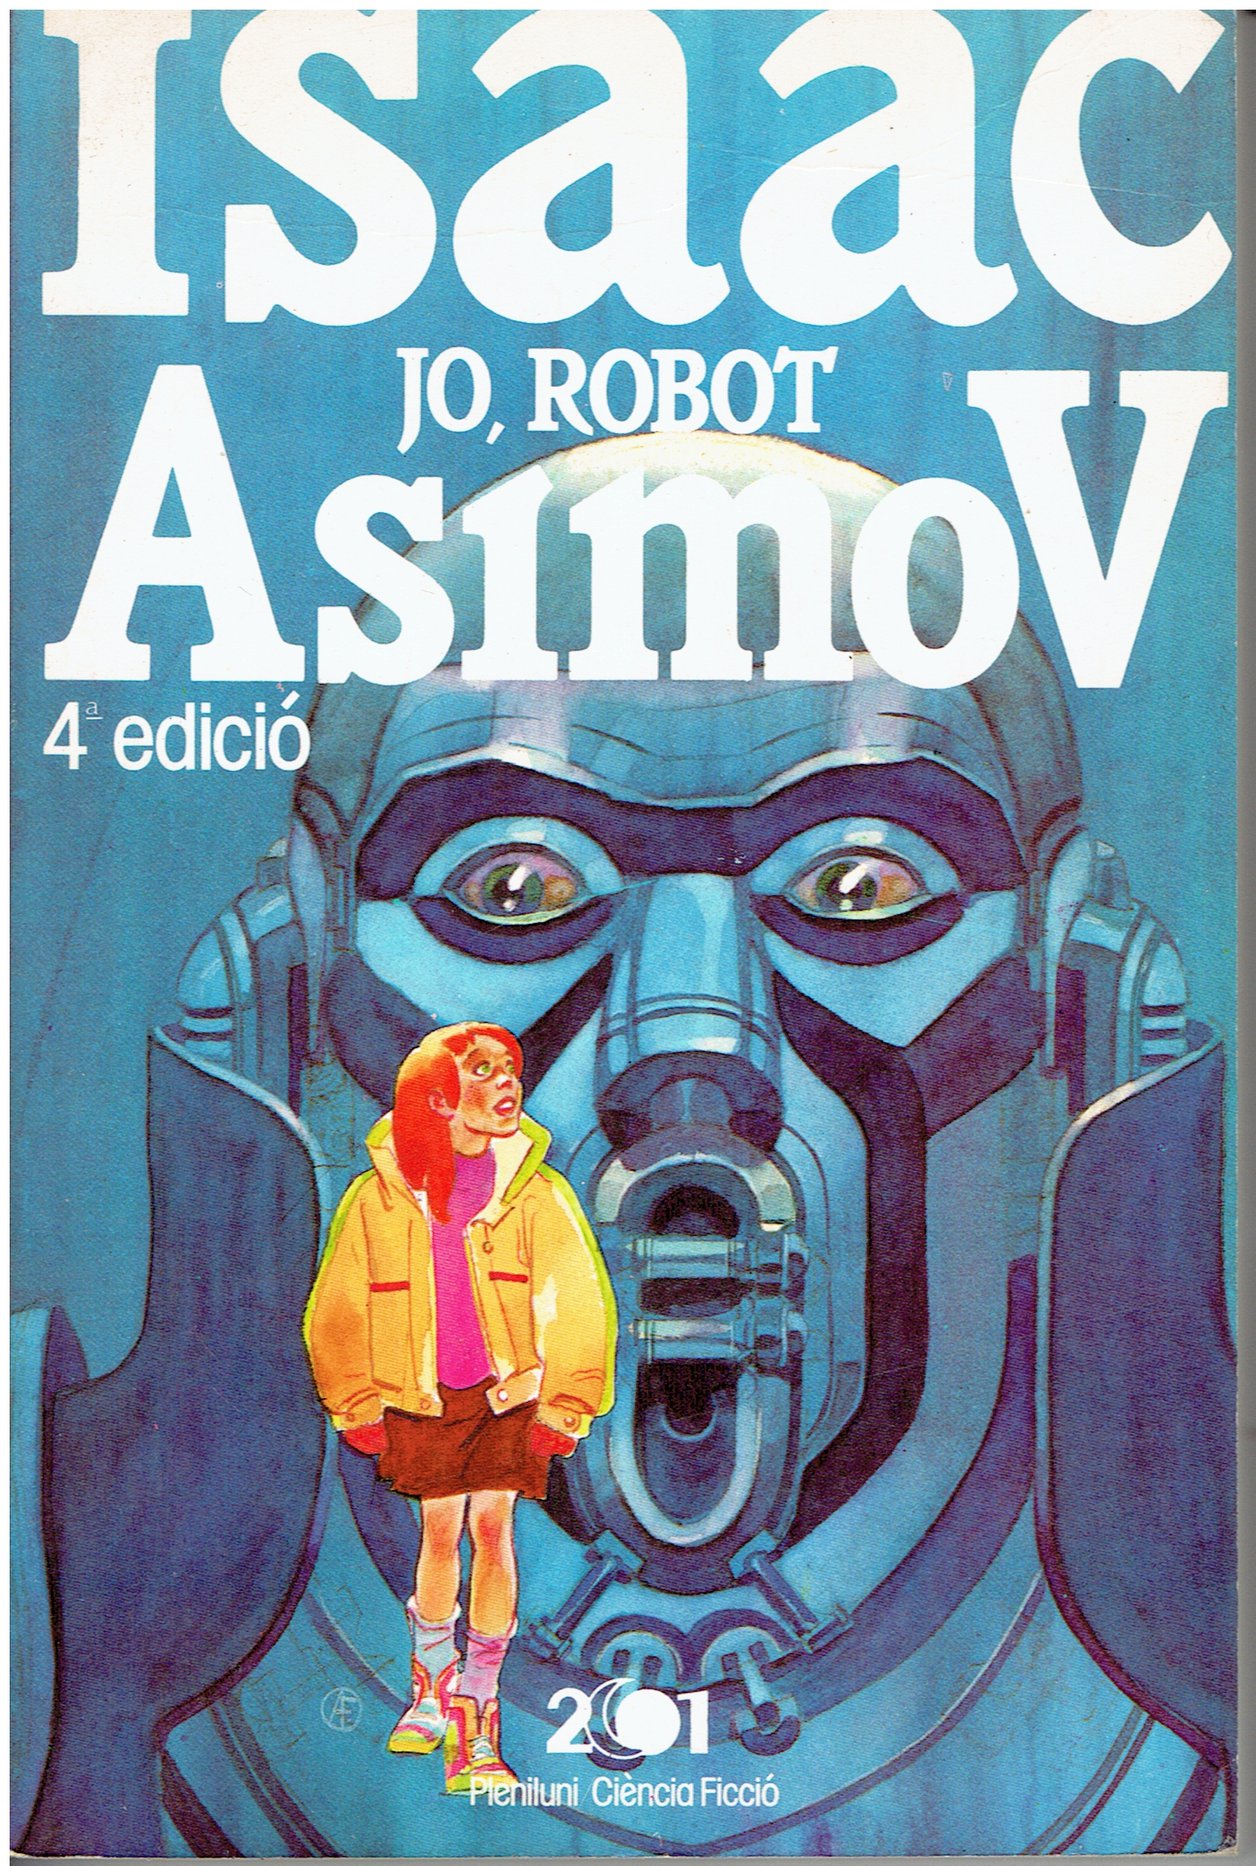 Isaac
JO, ROBOT
Asimov
4ª edició
2001
Pleniluni / Ciència Ficció